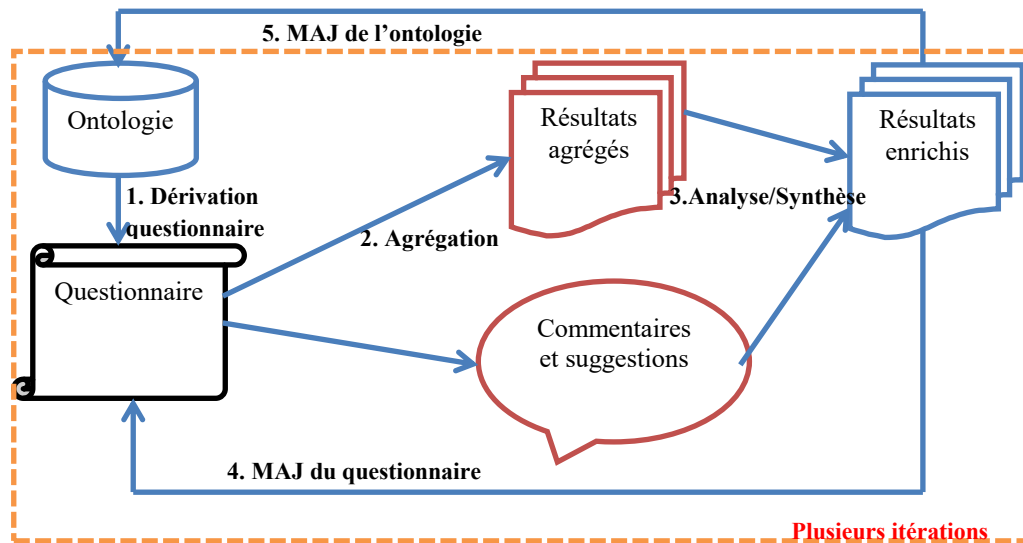 5. MAJ de l’ontologie
Ontologie
Résultats
agrégés
Résultats
enrichis
1. Dérivation
questionnaire
3.Analyse/Synthèse
2. Agrégation
Questionnaire
Commentaires
et suggestions
4. MAJ du questionnaire
Plusieurs itérations